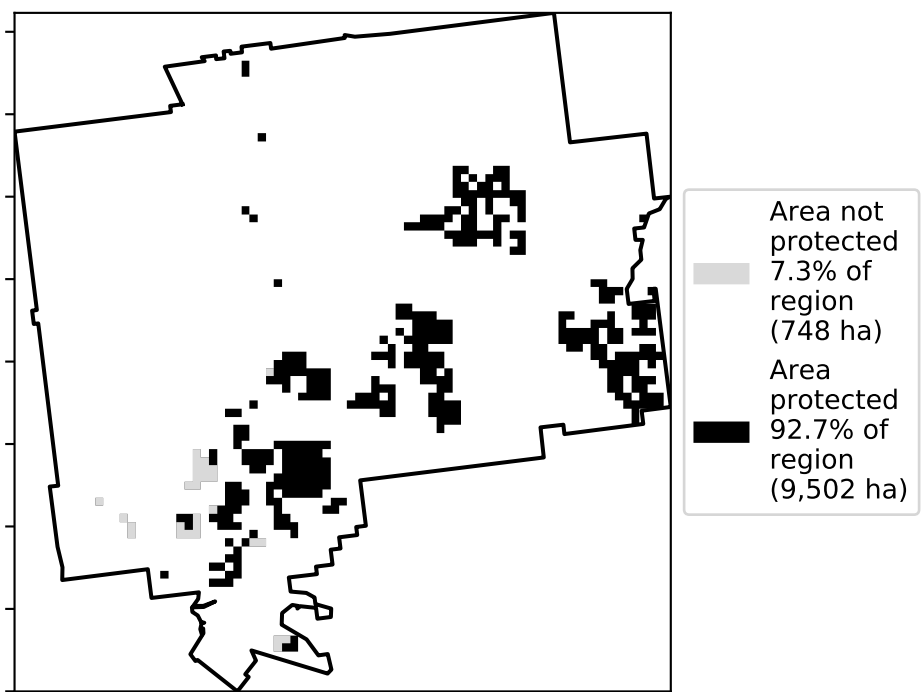 Area not
protected
7.3% of
region
(748 ha)
Area
protected
92.7% of
region
(9,502 ha)